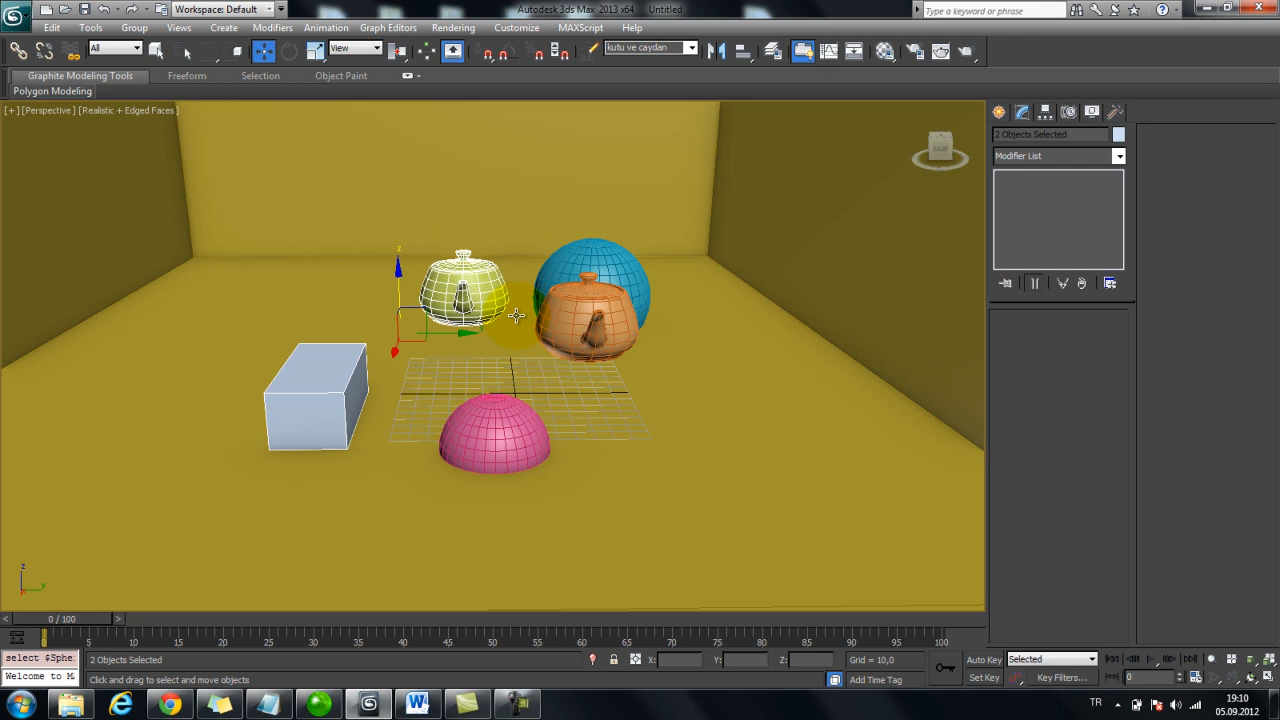 Workspace: Default
Autodesk 3ds Max 2013 x64 Untitled
Type a keyword or phrase
Edit Tools Group Views Create Modifiers Animation Graph Editors Rendering Customize MAXScript Help
All View kutu ve caydan
Graphite Modeling Tools Freeform Selection Object Paint
Polygon Modeling
[+] [Perspective] [Realistic + Edged Faces]
2 Objects Selected
Modifier List
z
z
y
0 / 100
0 5 10 15 20 25 30 35 40 45 50 55 60 65 70 75 80 85 90 95 100
select $Sphe:
2 Objects Selected X: Y: Z: Grid = 10,0 Auto Key Selected
Welcome to M
Click and drag to select and move objects Add Time Tag Set Key Key Filters... 0
TR 19:10
05.09.2012